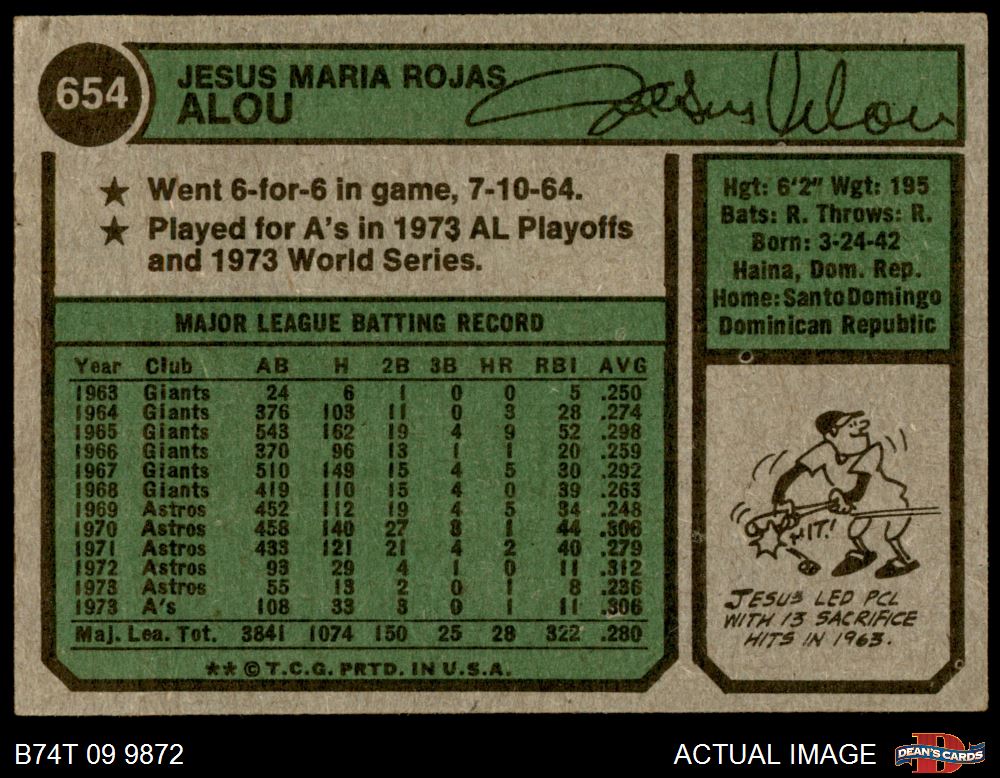 654
JESUS MARIA ROJAS
ALOU
Jesus Alou
★ Went 6-for-6 in game, 7-10-64.
★ Played for A's in 1973 AL Playoffs
and 1973 World Series.
Hgt: 6'2" Wgt: 195
Bats: R. Throws: R.
Born: 3-24-42
Haina, Dom. Rep.
Home: Santo Domingo
Dominican Republic
MAJOR LEAGUE BATTING RECORD
Year Club AB H 2B 3B HR RBI AVG
1963 Giants 24 6 1 0 0 5 .250
1964 Giants 376 103 11 0 3 28 .274
1965 Giants 543 162 19 4 9 52 .298
1966 Giants 370 96 13 1 1 20 .259
1967 Giants 510 149 15 4 5 30 .292
1968 Giants 419 110 15 4 0 39 .263
1969 Astros 452 112 19 4 5 34 .248
1970 Astros 458 140 27 3 1 44 .306
1971 Astros 433 121 21 4 2 40 .279
1972 Astros 93 29 4 1 0 11 .312
1973 Astros 55 13 2 0 1 8 .236
1973 A's 108 33 3 0 1 11 .306
Maj. Lea. Tot. 3841 1074 150 25 28 322 .280
** © T.C.G. PRTD. IN U.S.A.
HIT!
JESUS LED PCL
WITH 13 SACRIFICE
HITS IN 1963.
B74T 09 9872
ACTUAL IMAGE
DEAN'S CARDS